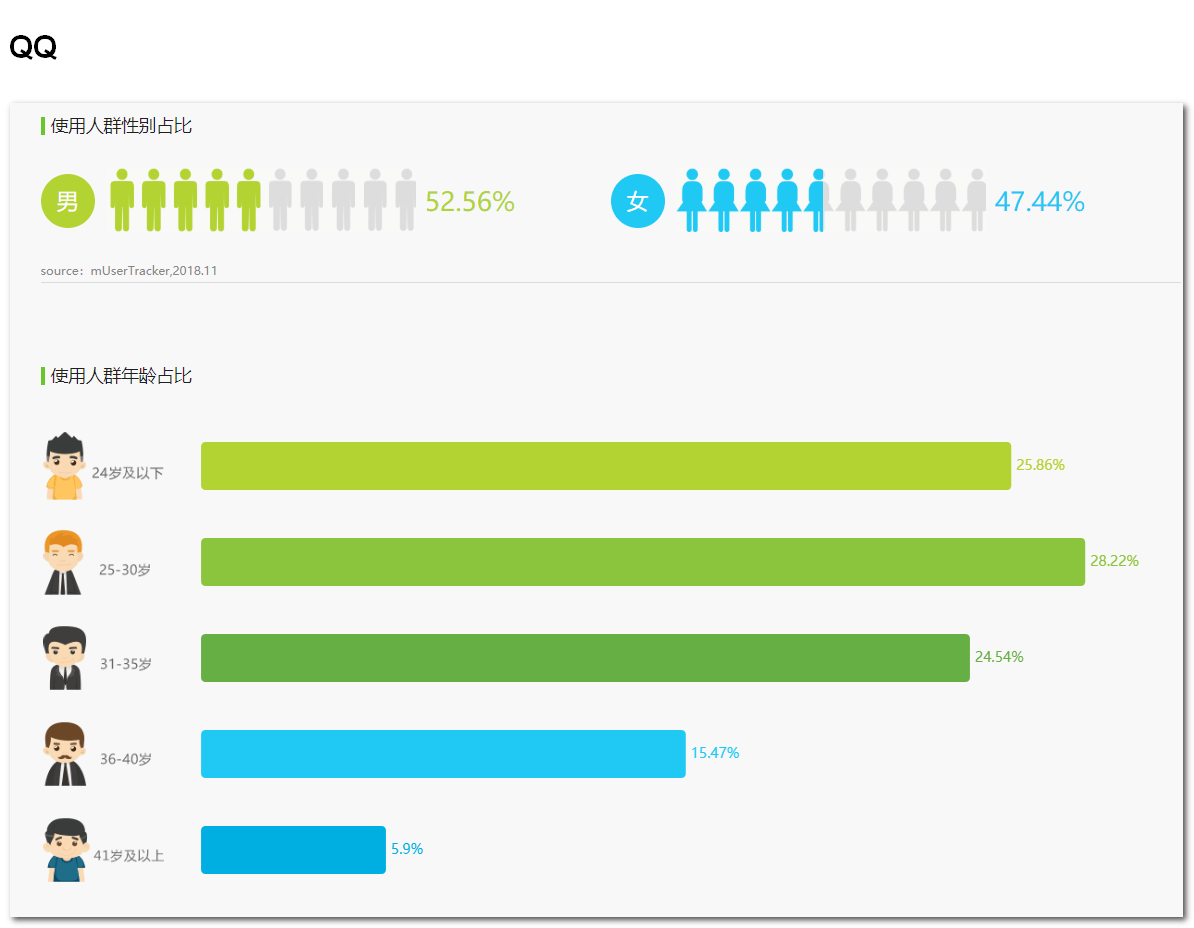 QQ
使用人群性别占比
男 52.56% 女 47.44%
source：mUserTracker,2018.11
使用人群年龄占比
24岁及以下 25.86%
25-30岁 28.22%
31-35岁 24.54%
36-40岁 15.47%
41岁及以上 5.9%